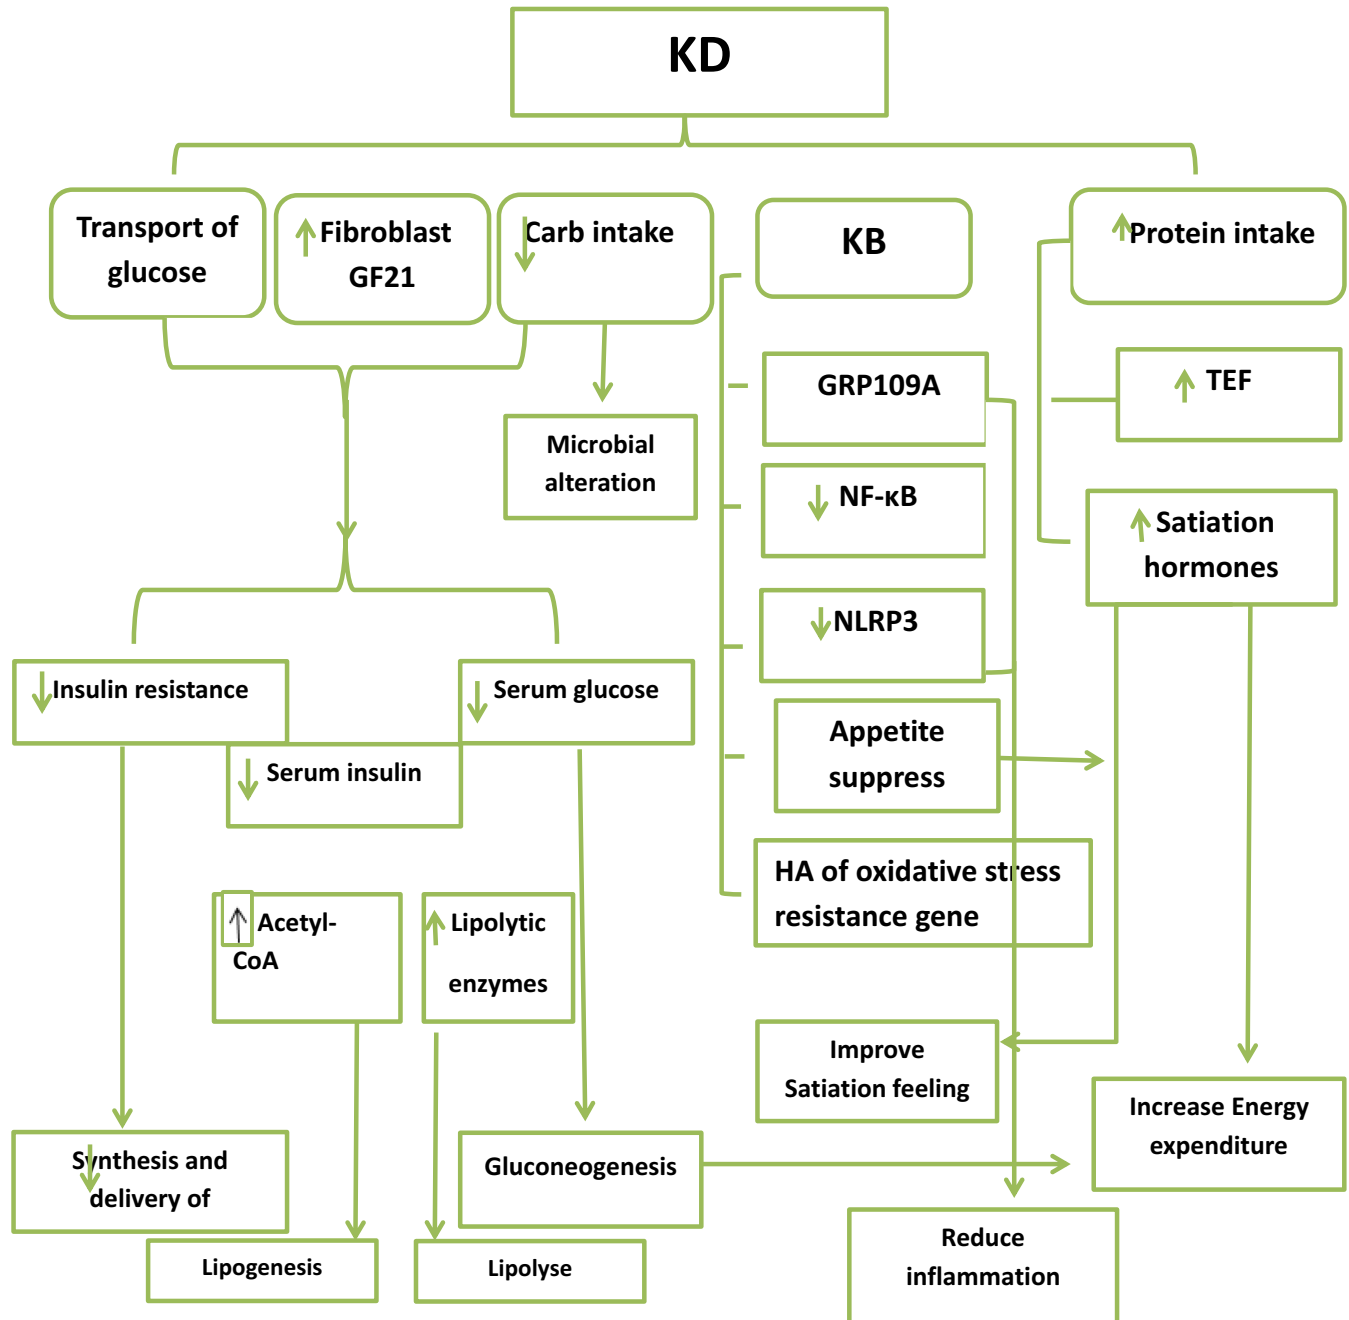 KD
Transport of
glucose
Fibroblast
GF21
Carb intake
KB
Protein intake
GRP109A
TEF
Microbial
alteration
NF-κB
Satiation
hormones
NLRP3
Insulin resistance
Serum glucose
Serum insulin
Appetite
suppress
HA of oxidative stress
resistance gene
Acetyl-
CoA
Lipolytic
enzymes
Improve
Satiation feeling
Increase Energy
expenditure
Synthesis and
delivery of
Gluconeogenesis
Lipogenesis
Lipolyse
Reduce
inflammation